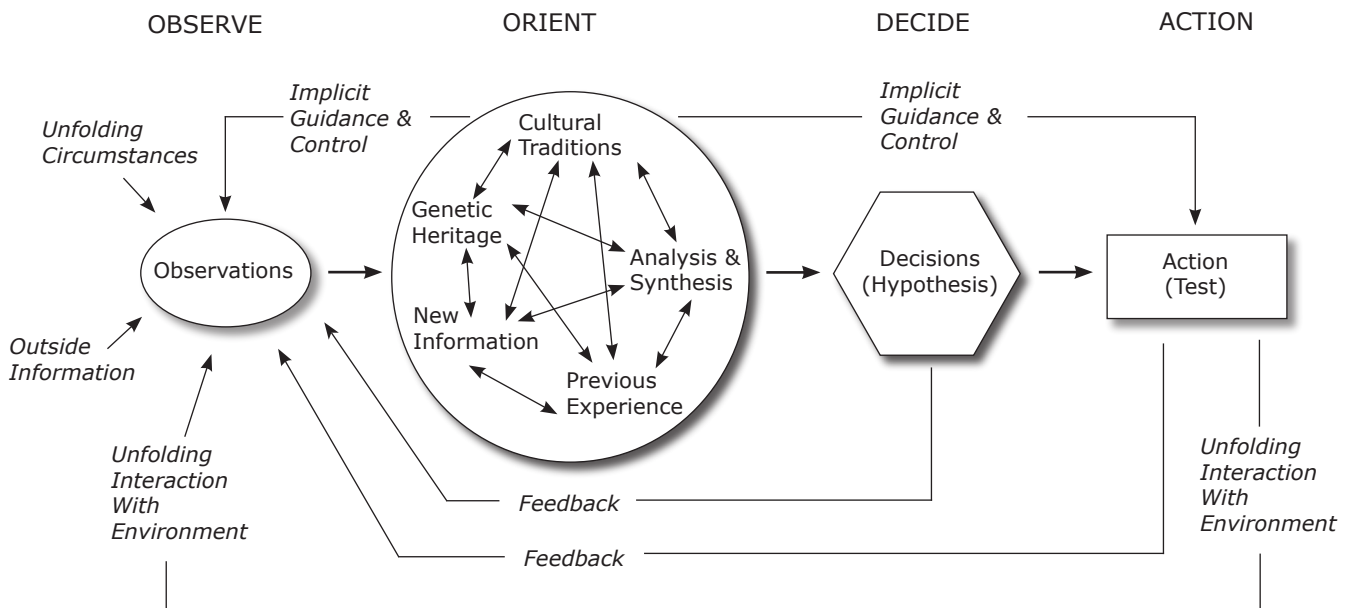 OBSERVE
ORIENT
DECIDE
ACTION
Implicit
Guidance &
Control
Implicit
Guidance &
Control
Unfolding
Circumstances
Cultural
Traditions
Genetic
Heritage
Observations
Analysis &
Synthesis
Decisions
(Hypothesis)
Action
(Test)
New
Information
Outside
Information
Previous
Experience
Unfolding
Interaction
With
Environment
Unfolding
Interaction
With
Environment
Feedback
Feedback